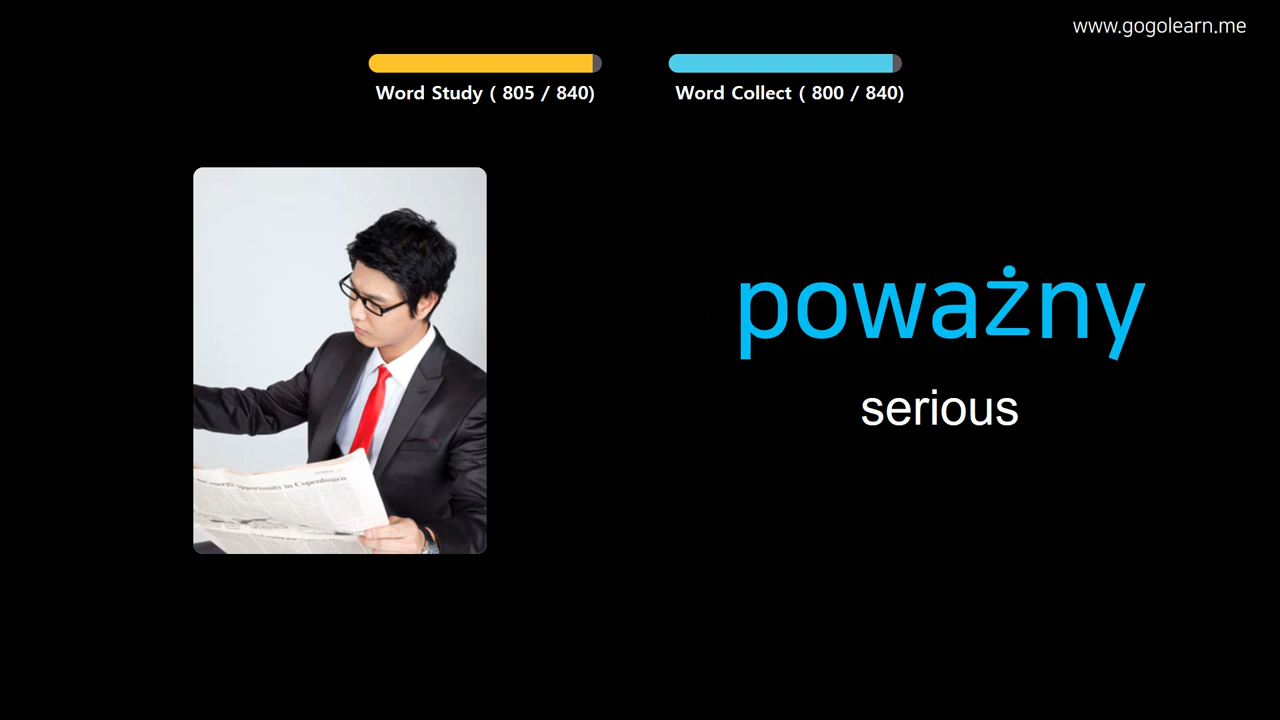 www.gogolearn.me
Word Study ( 805 / 840)
Word Collect ( 800 / 840)
poważny
serious
opportunity in Copenhagen